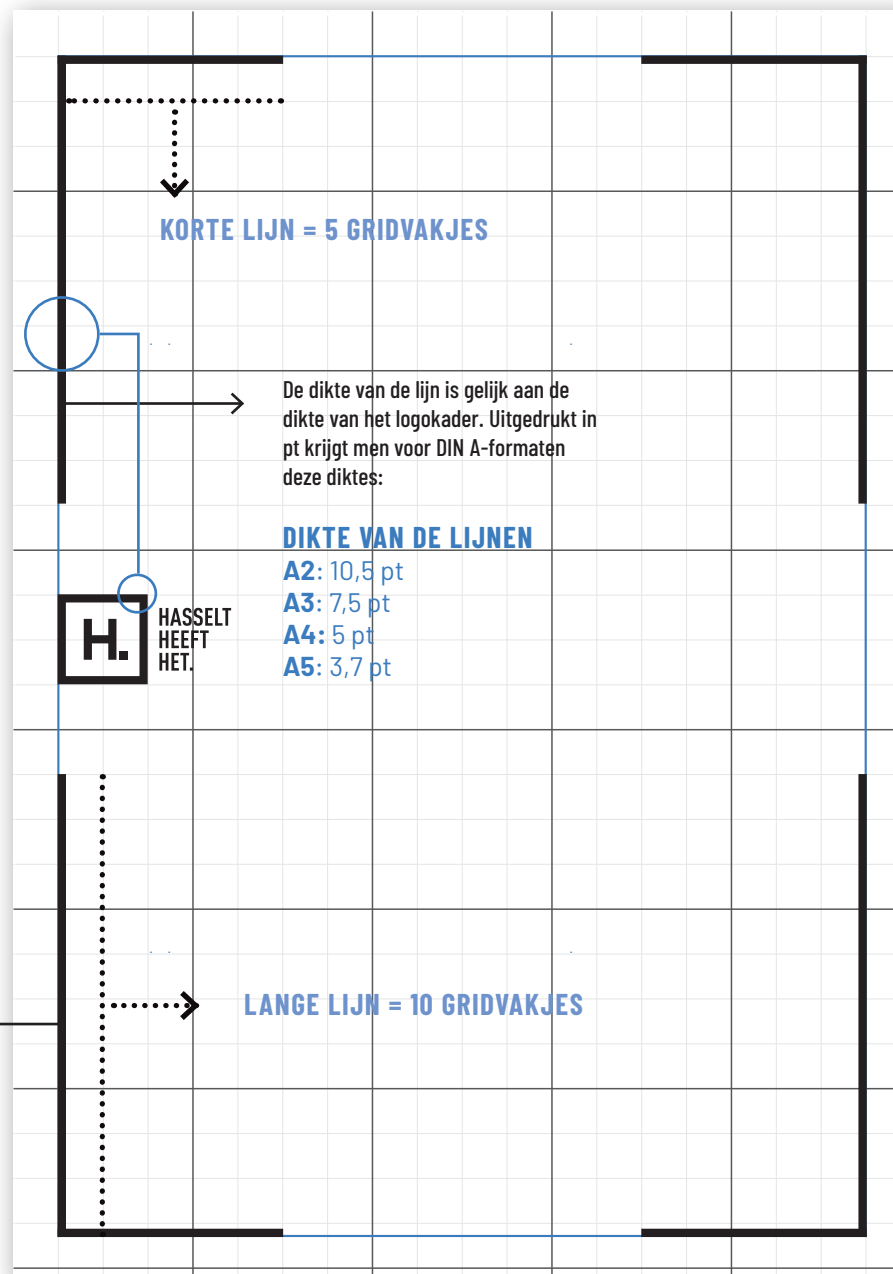 KORTE LIJN = 5 GRIDVAKJES
De dikte van de lijn is gelijk aan de
dikte van het logokader. Uitgedrukt in
pt krijgt men voor DIN A-formaten
deze diktes:
DIKTE VAN DE LIJNEN
A2: 10,5 pt
A3: 7,5 pt
A4: 5 pt
A5: 3,7 pt
H.
HASSELT
HEEFT
HET.
LANGE LIJN = 10 GRIDVAKJES